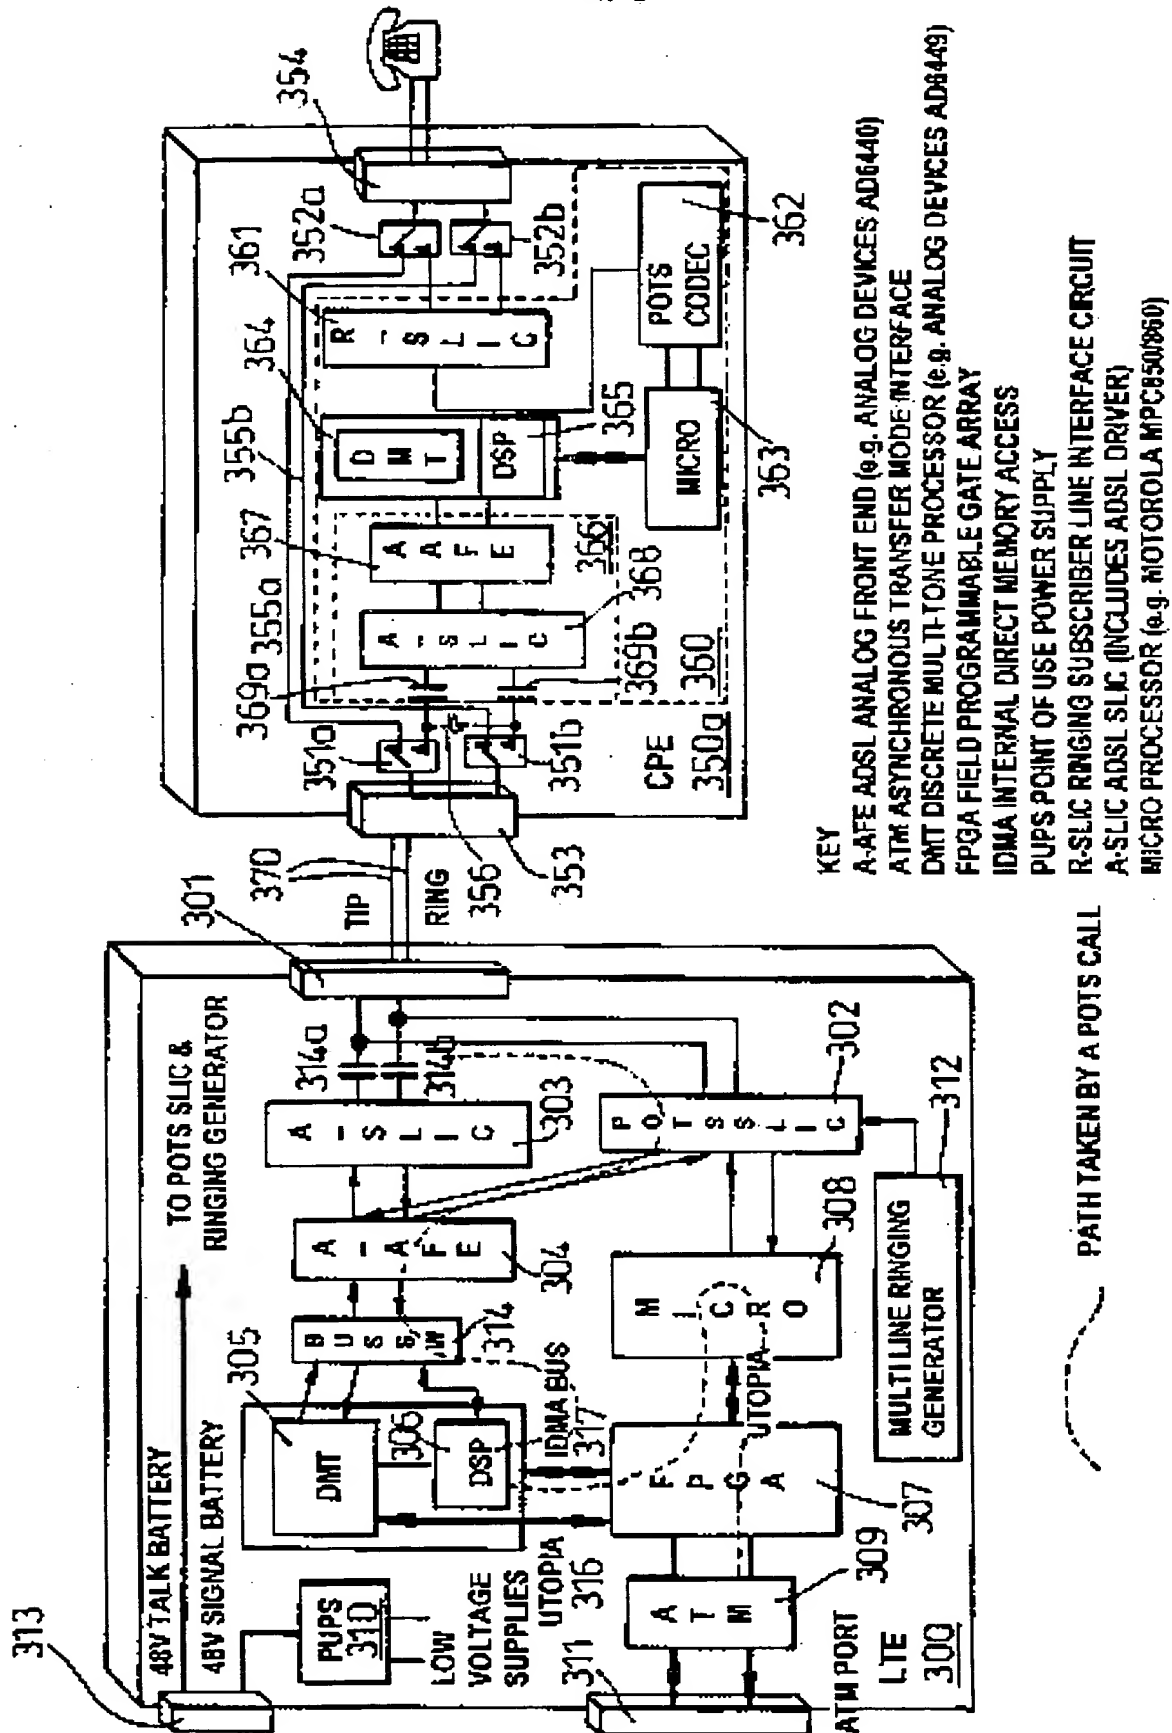 313
48V TALK BATTERY
48V SIGNAL BATTERY
TO POTS SLIC &
RINGING GENERATOR
PUPS
310
LOW
VOLTAGE
SUPPLIES
305
DMT
306
DSP
BUSSW
314
A-AFE
304
A-SLIC
303
314a
314b
301
TIP
370
RING
UTOPIA
316
IDMA BUS
317
311
ATM PORT
ATM
309
FPGA
307
UTOPIA
MICRO
308
POTSSLIC
302
MULTI LINE RINGING
GENERATOR
312
LTE
300
353
356
351a
351b
369a
355a
367
355b
364
361
352a
354
A-SLIC
368
369b
AAFE
366
DMT
DSP
365
R-SLIC
352b
CPE
350a
360
MICRO
363
POTS
CODEC
362
KEY
A-AFE ADSL ANALOG FRONT END (e.g. ANALOG DEVICES AD6440)
ATM ASYNCHRONOUS TRANSFER MODE INTERFACE
DMT DISCRETE MULTI-TONE PROCESSOR (e.g. ANALOG DEVICES AD6449)
FPGA FIELD PROGRAMMABLE GATE ARRAY
IDMA INTERNAL DIRECT MEMORY ACCESS
PUPS POINT OF USE POWER SUPPLY
R-SLIC RINGING SUBSCRIBER LINE INTERFACE CIRCUIT
A-SLIC ADSL SLIC (INCLUDES ADSL DRIVER)
MICRO PROCESSOR (e.g. MOTOROLA MPC850/860)
PATH TAKEN BY A POTS CALL